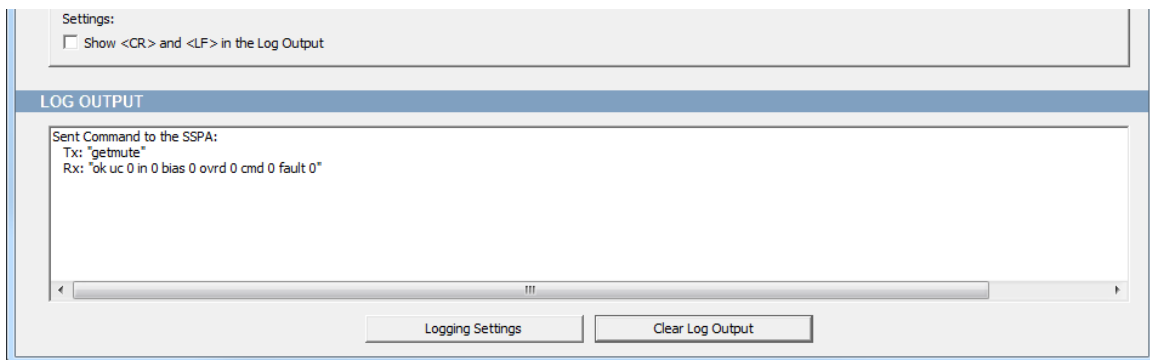 Settings:
Show <CR> and <LF> in the Log Output
LOG OUTPUT
Sent Command to the SSPA:
Tx: "getmute"
Rx: "ok uc 0 in 0 bias 0 ovrd 0 cmd 0 fault 0"
Logging Settings
Clear Log Output